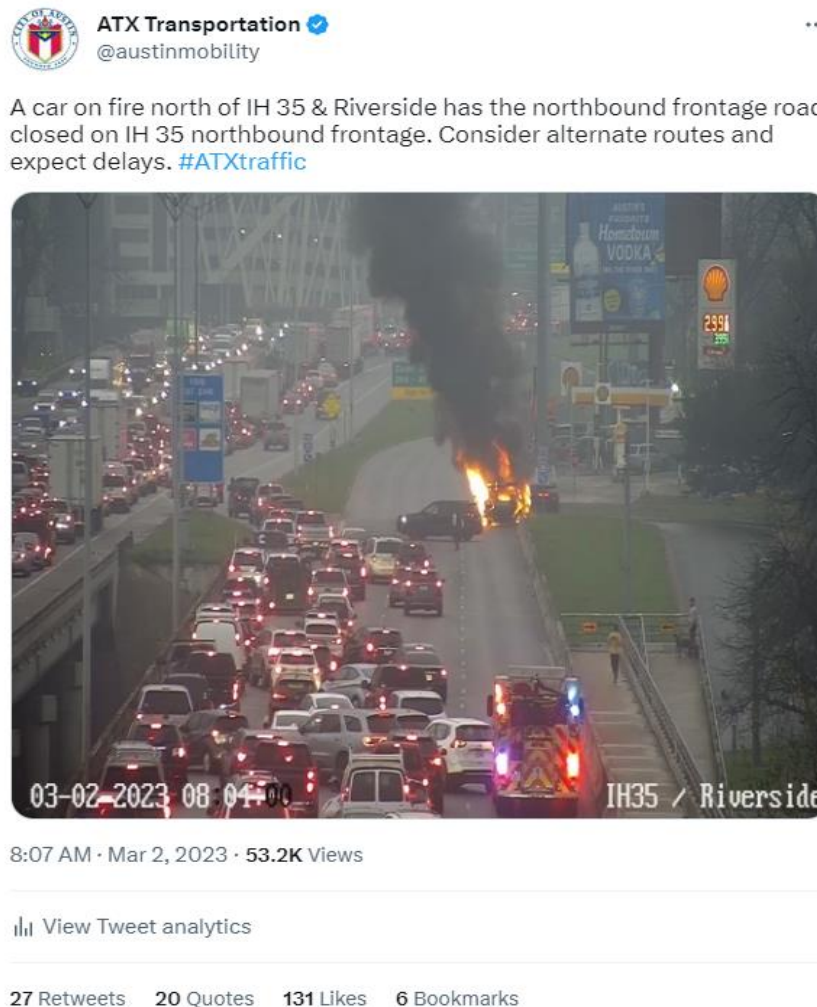 ATX Transportation
@austinmobility
A car on fire north of IH 35 & Riverside has the northbound frontage road
closed on IH 35 northbound frontage. Consider alternate routes and
expect delays. #ATXtraffic
AUSTIN'S
FAVORITE
Hometown
VODKA
2.99
03-02-2023 08:04:00
IH35 / Riverside
8:07 AM · Mar 2, 2023 · 53.2K Views
View Tweet analytics
27 Retweets 20 Quotes 131 Likes 6 Bookmarks